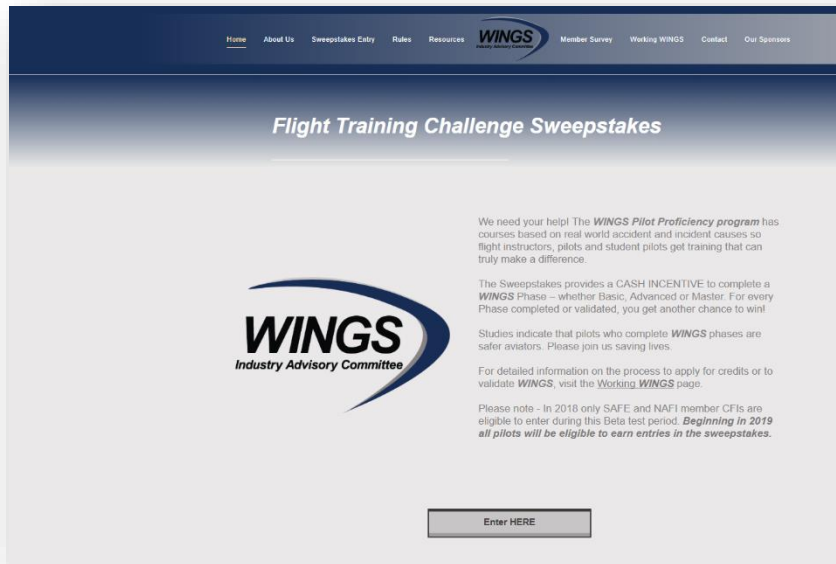 Home About Us Sweepstakes Entry Rules Resources WINGS Member Survey Working WINGS Contact Our Sponsors
Industry Advisory Committee
Flight Training Challenge Sweepstakes
We need your help! The WINGS Pilot Proficiency program has
courses based on real world accident and incident causes so
flight instructors, pilots and student pilots get training that can
truly make a difference.
The Sweepstakes provides a CASH INCENTIVE to complete a
WINGS Phase – whether Basic, Advanced or Master. For every
Phase completed or validated, you get another chance to win!
Studies indicate that pilots who complete WINGS phases are
safer aviators. Please join us saving lives.
For detailed information on the process to apply for credits or to
validate WINGS, visit the Working WINGS page.
Please note - In 2018 only SAFE and NAFI member CFIs are
eligible to enter during this Beta test period. Beginning in 2019
all pilots will be eligible to earn entries in the sweepstakes.
WINGS
Industry Advisory Committee
Enter HERE